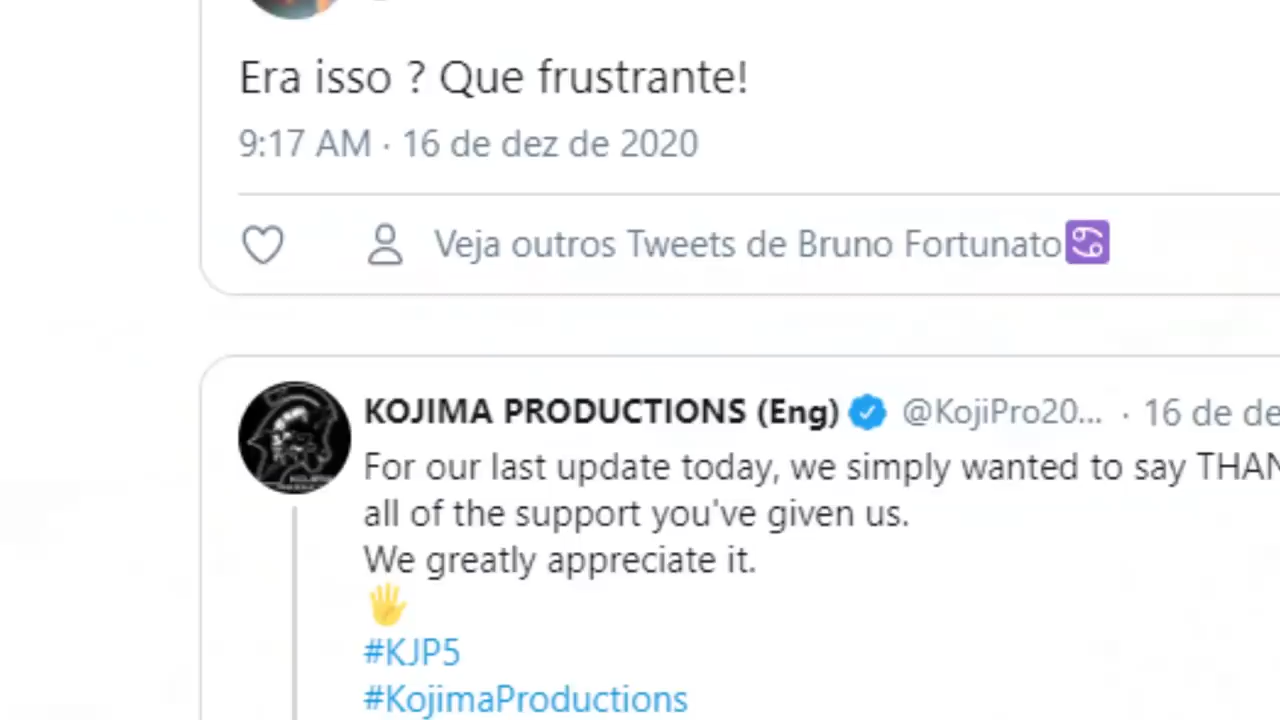 Era isso ? Que frustrante!
9:17 AM · 16 de dez de 2020
Veja outros Tweets de Bruno Fortunato♋
KOJIMA PRODUCTIONS (Eng) @KojiPro20... · 16 de de
For our last update today, we simply wanted to say THAN
all of the support you've given us.
We greatly appreciate it.
🖐
#KJP5
#KojimaProductions